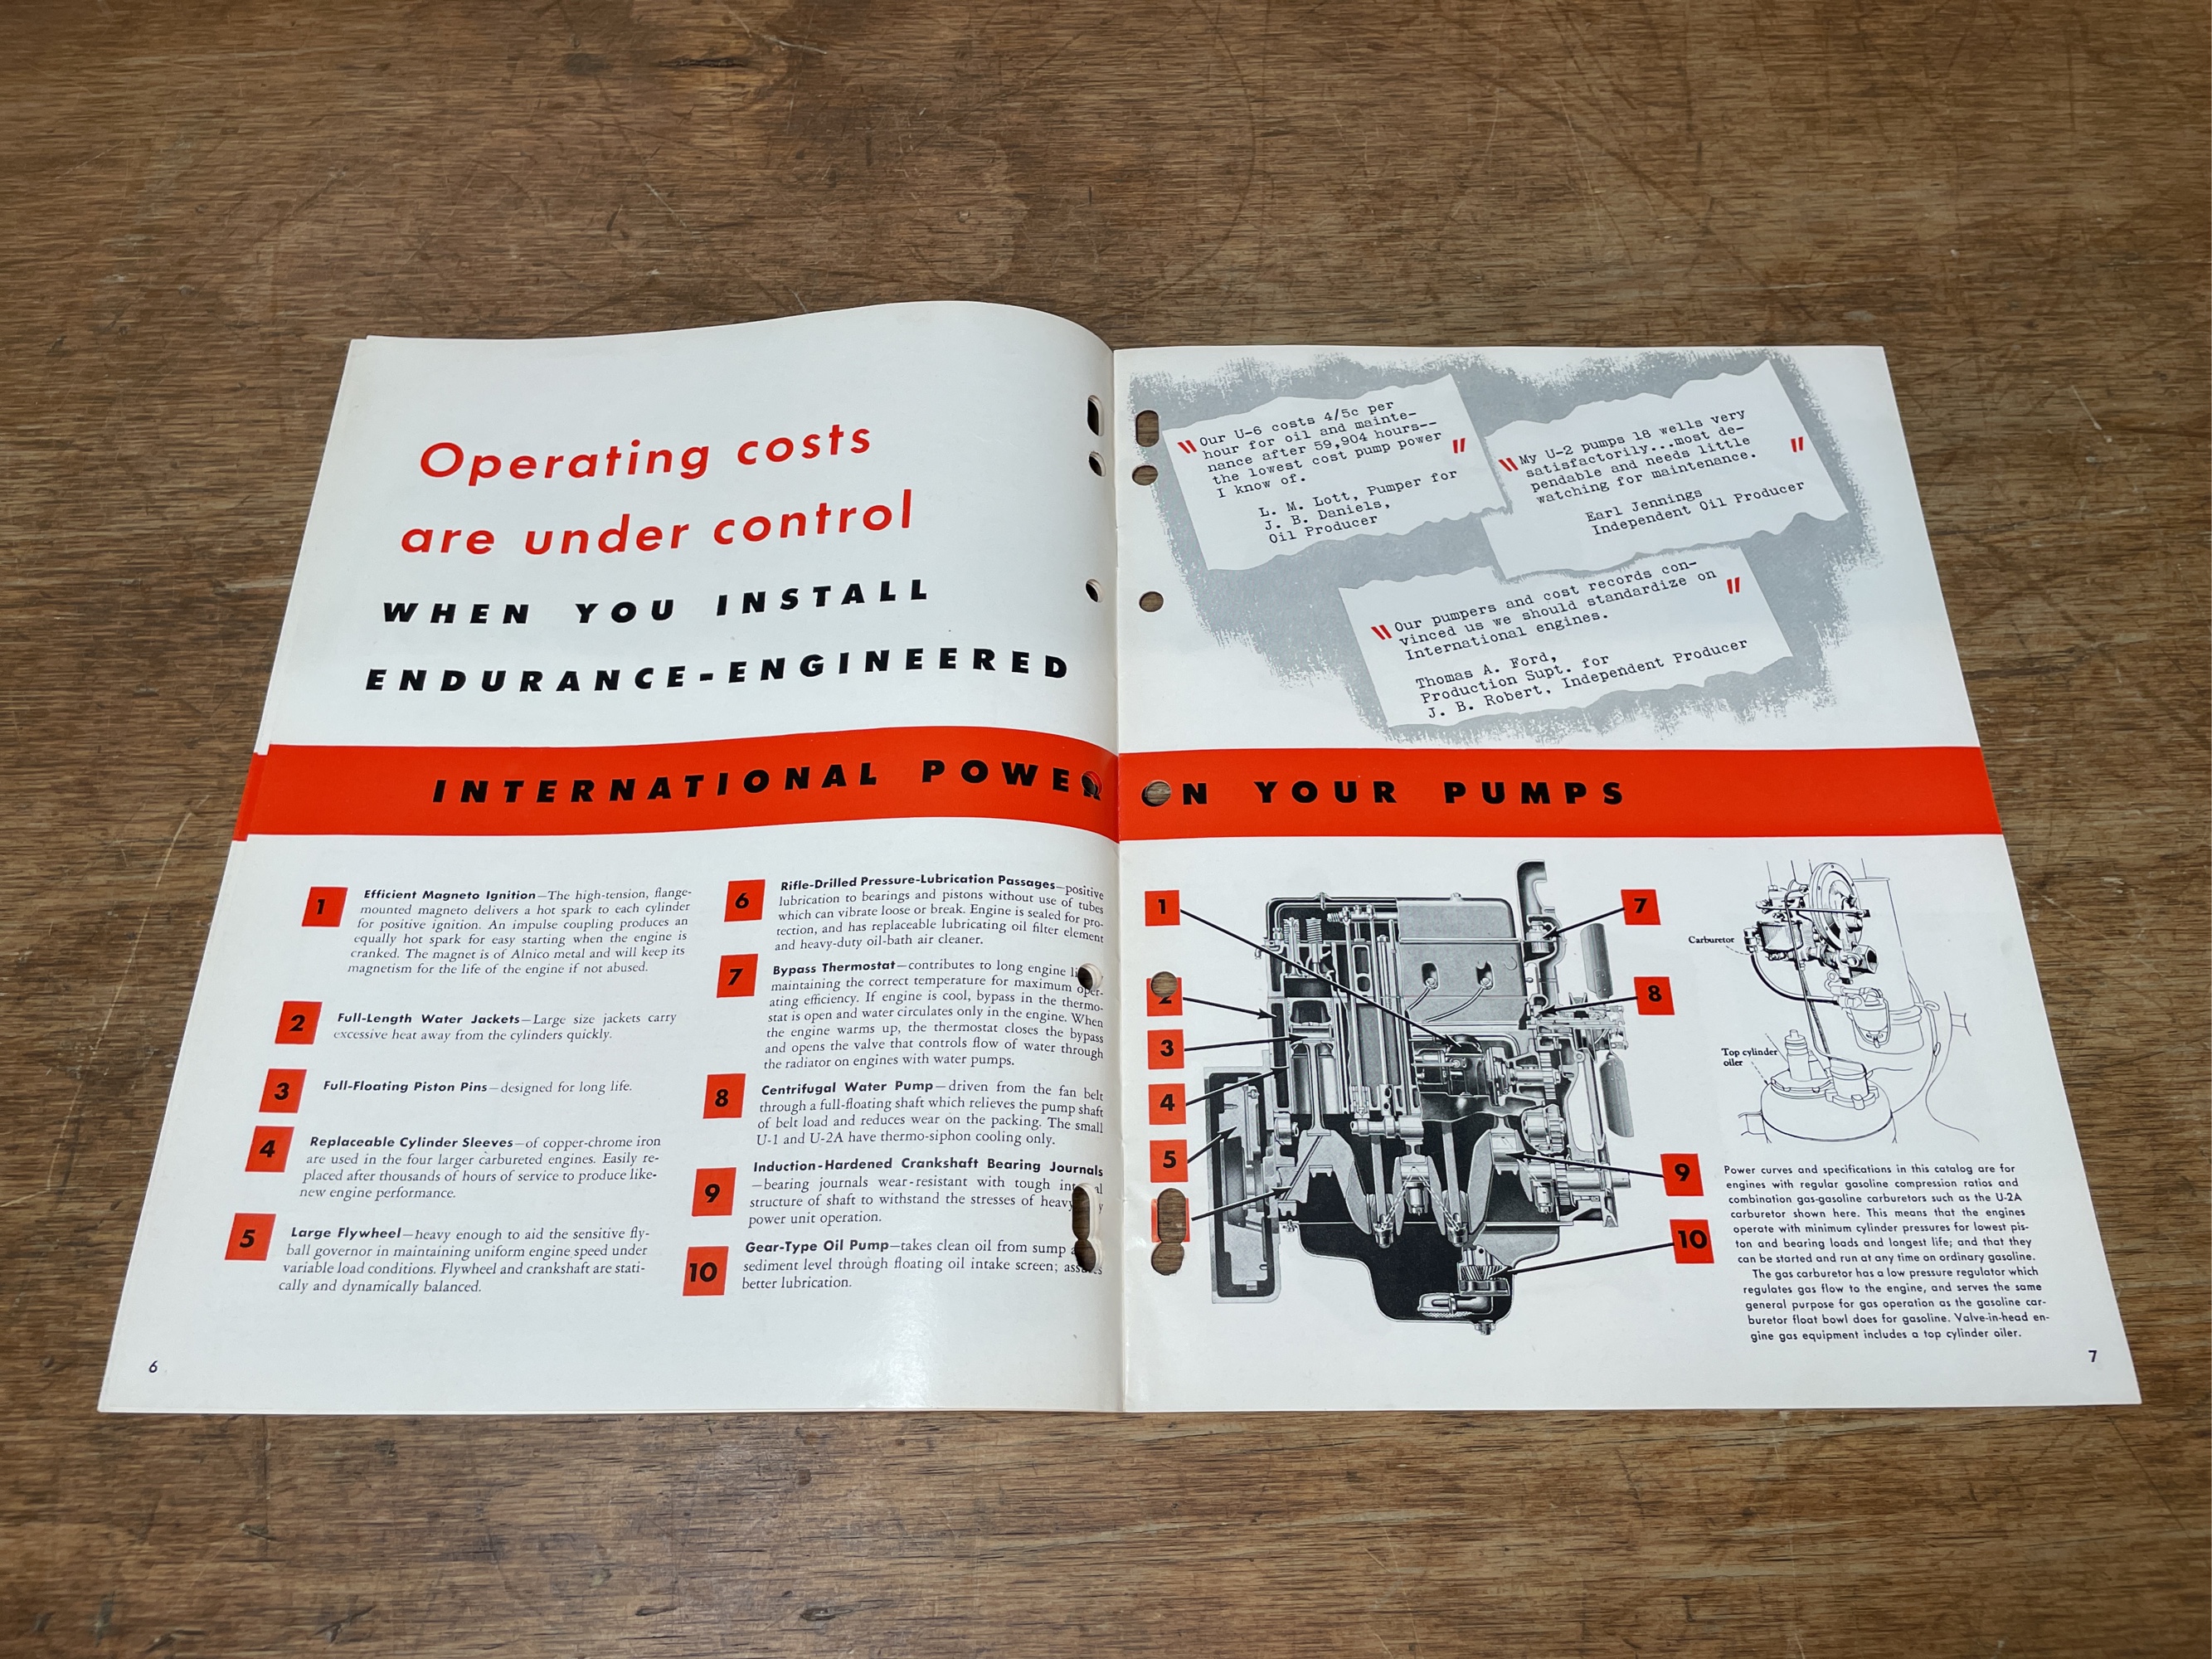 Operating costs
are under control
WHEN YOU INSTALL
ENDURANCE-ENGINEERED
INTERNATIONAL POWER
1
Efficient Magneto Ignition—The high-tension, flange-
mounted magneto delivers a hot spark to each cylinder
for positive ignition. An impulse coupling produces an
equally hot spark for easy starting when the engine is
cranked. The magnet is of Alnico metal and will keep its
magnetism for the life of the engine if not abused.
2
Full-Length Water Jackets—Large size jackets carry
excessive heat away from the cylinders quickly.
3
Full-Floating Piston Pins—designed for long life.
4
Replaceable Cylinder Sleeves—of copper-chrome iron
are used in the four larger carbureted engines. Easily re-
placed after thousands of hours of service to produce like-
new engine performance.
5
Large Flywheel—heavy enough to aid the sensitive fly-
ball governor in maintaining uniform engine speed under
variable load conditions. Flywheel and crankshaft are stati-
cally and dynamically balanced.
6
Rifle-Drilled Pressure-Lubrication Passages—positive
lubrication to bearings and pistons without use of tubes
which can vibrate loose or break. Engine is sealed for pro-
tection, and has replaceable lubricating oil filter element
and heavy-duty oil-bath air cleaner.
7
Bypass Thermostat—contributes to long engine
maintaining the correct temperature for maximum oper-
ating efficiency. If engine is cool, bypass in the thermo-
stat is open and water circulates only in the engine. When
the engine warms up, the thermostat closes the bypass
and opens the valve that controls flow of water through
the radiator on engines with water pumps.
8
Centrifugal Water Pump—driven from the fan belt
through a full-floating shaft which relieves the pump shaft
of belt load and reduces wear on the packing. The small
U-1 and U-2A have thermo-siphon cooling only.
9
Induction-Hardened Crankshaft Bearing Journals
—bearing journals wear-resistant with tough
structure of shaft to withstand the stresses of
power unit operation.
10
Gear-Type Oil Pump—takes clean oil from sump
sediment level through floating oil intake screen;
better lubrication.
6
"Our U-6 costs 4/5c per
hour for oil and mainte-
nance after 59,904 hours--
the lowest cost pump power
I know of."
L. M. Lott, Pumper for
J. B. Daniels,
Oil Producer
"My U-2 pumps 18 wells very
satisfactorily...most de-
pendable and needs little
watching for maintenance."
Earl Jennings
Independent Oil Producer
"Our pumpers and cost records con-
vinced us we should standardize on
International engines."
Thomas A. Ford,
Production Supt. for
J. B. Robert, Independent Producer
ON YOUR PUMPS
1
2
3
4
5
7
8
9
10
Carburetor
Top cylinder
oiler
Power curves and specifications in this catalog are for
engines with regular gasoline compression ratios and
combination gas-gasoline carburetors such as the U-2A
carburetor shown here. This means that the engines
operate with minimum cylinder pressures for lowest pis-
ton and bearing loads and longest life; and that they
can be started and run at any time on ordinary gasoline.
The gas carburetor has a low pressure regulator which
regulates gas flow to the engine, and serves the same
general purpose for gas operation as the gasoline car-
buretor float bowl does for gasoline. Valve-in-head en-
gine gas equipment includes a top cylinder oiler.
7